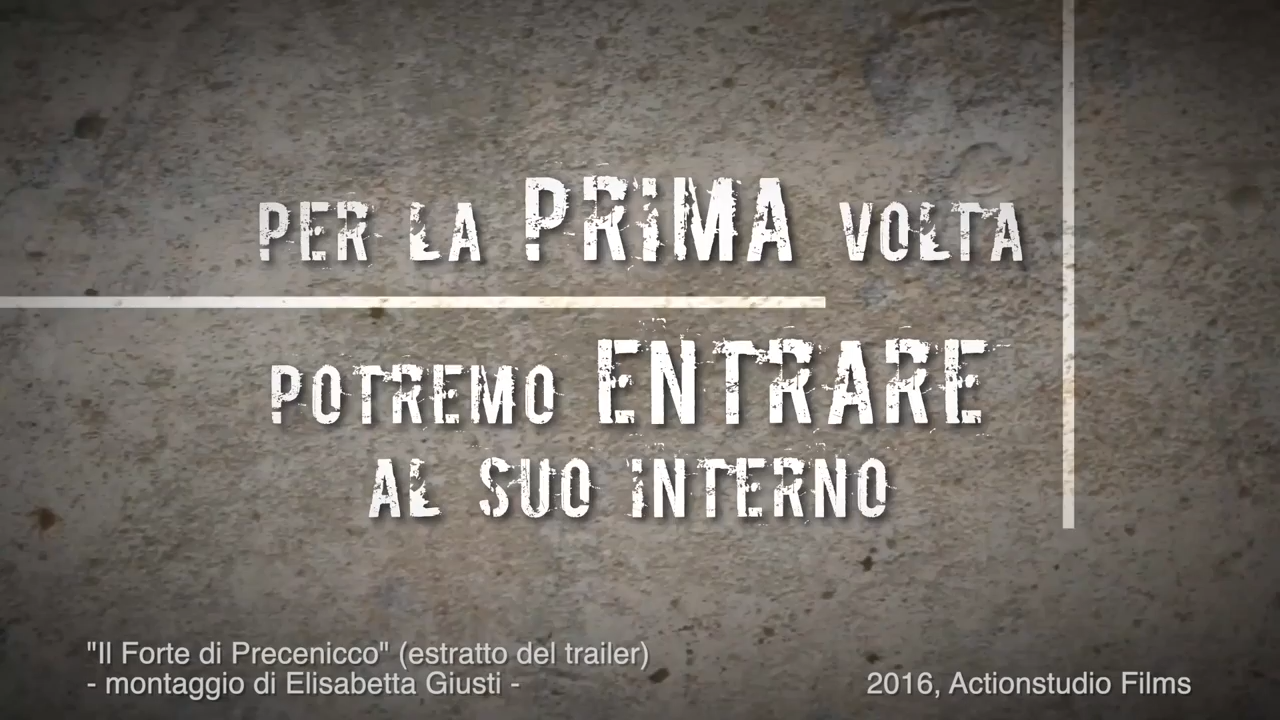 PER LA PRIMA VOLTA
POTREMO ENTRARE
AL SUO INTERNO
"Il Forte di Precenicco" (estratto del trailer)
- montaggio di Elisabetta Giusti -
2016, Actionstudio Films